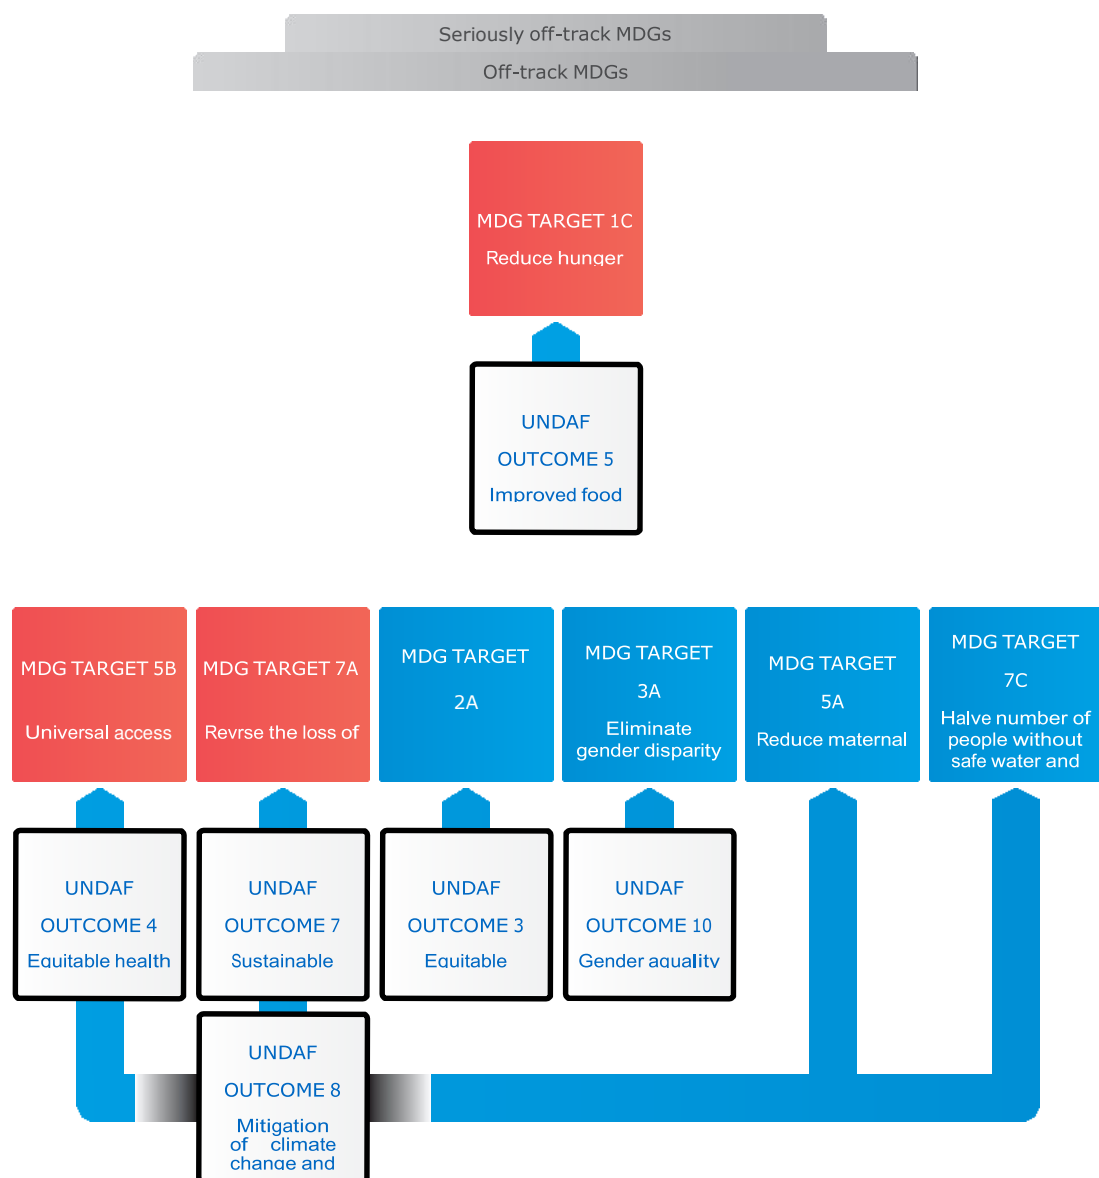 Seriously off-track MDGs
Off-track MDGs
MDG TARGET 1C
Reduce hunger
UNDAF
OUTCOME 5
Improved food
MDG TARGET 5B
Universal access
MDG TARGET 7A
Revrse the loss of
MDG TARGET
2A
MDG TARGET
3A
Eliminate
gender disparity
MDG TARGET
5A
Reduce maternal
MDG TARGET
7C
Halve number of
people without
safe water and
UNDAF
OUTCOME 4
Equitable health
UNDAF
OUTCOME 7
Sustainable
UNDAF
OUTCOME 3
Equitable
UNDAF
OUTCOME 10
Gender aquality
UNDAF
OUTCOME 8
Mitigation
of climate
change and